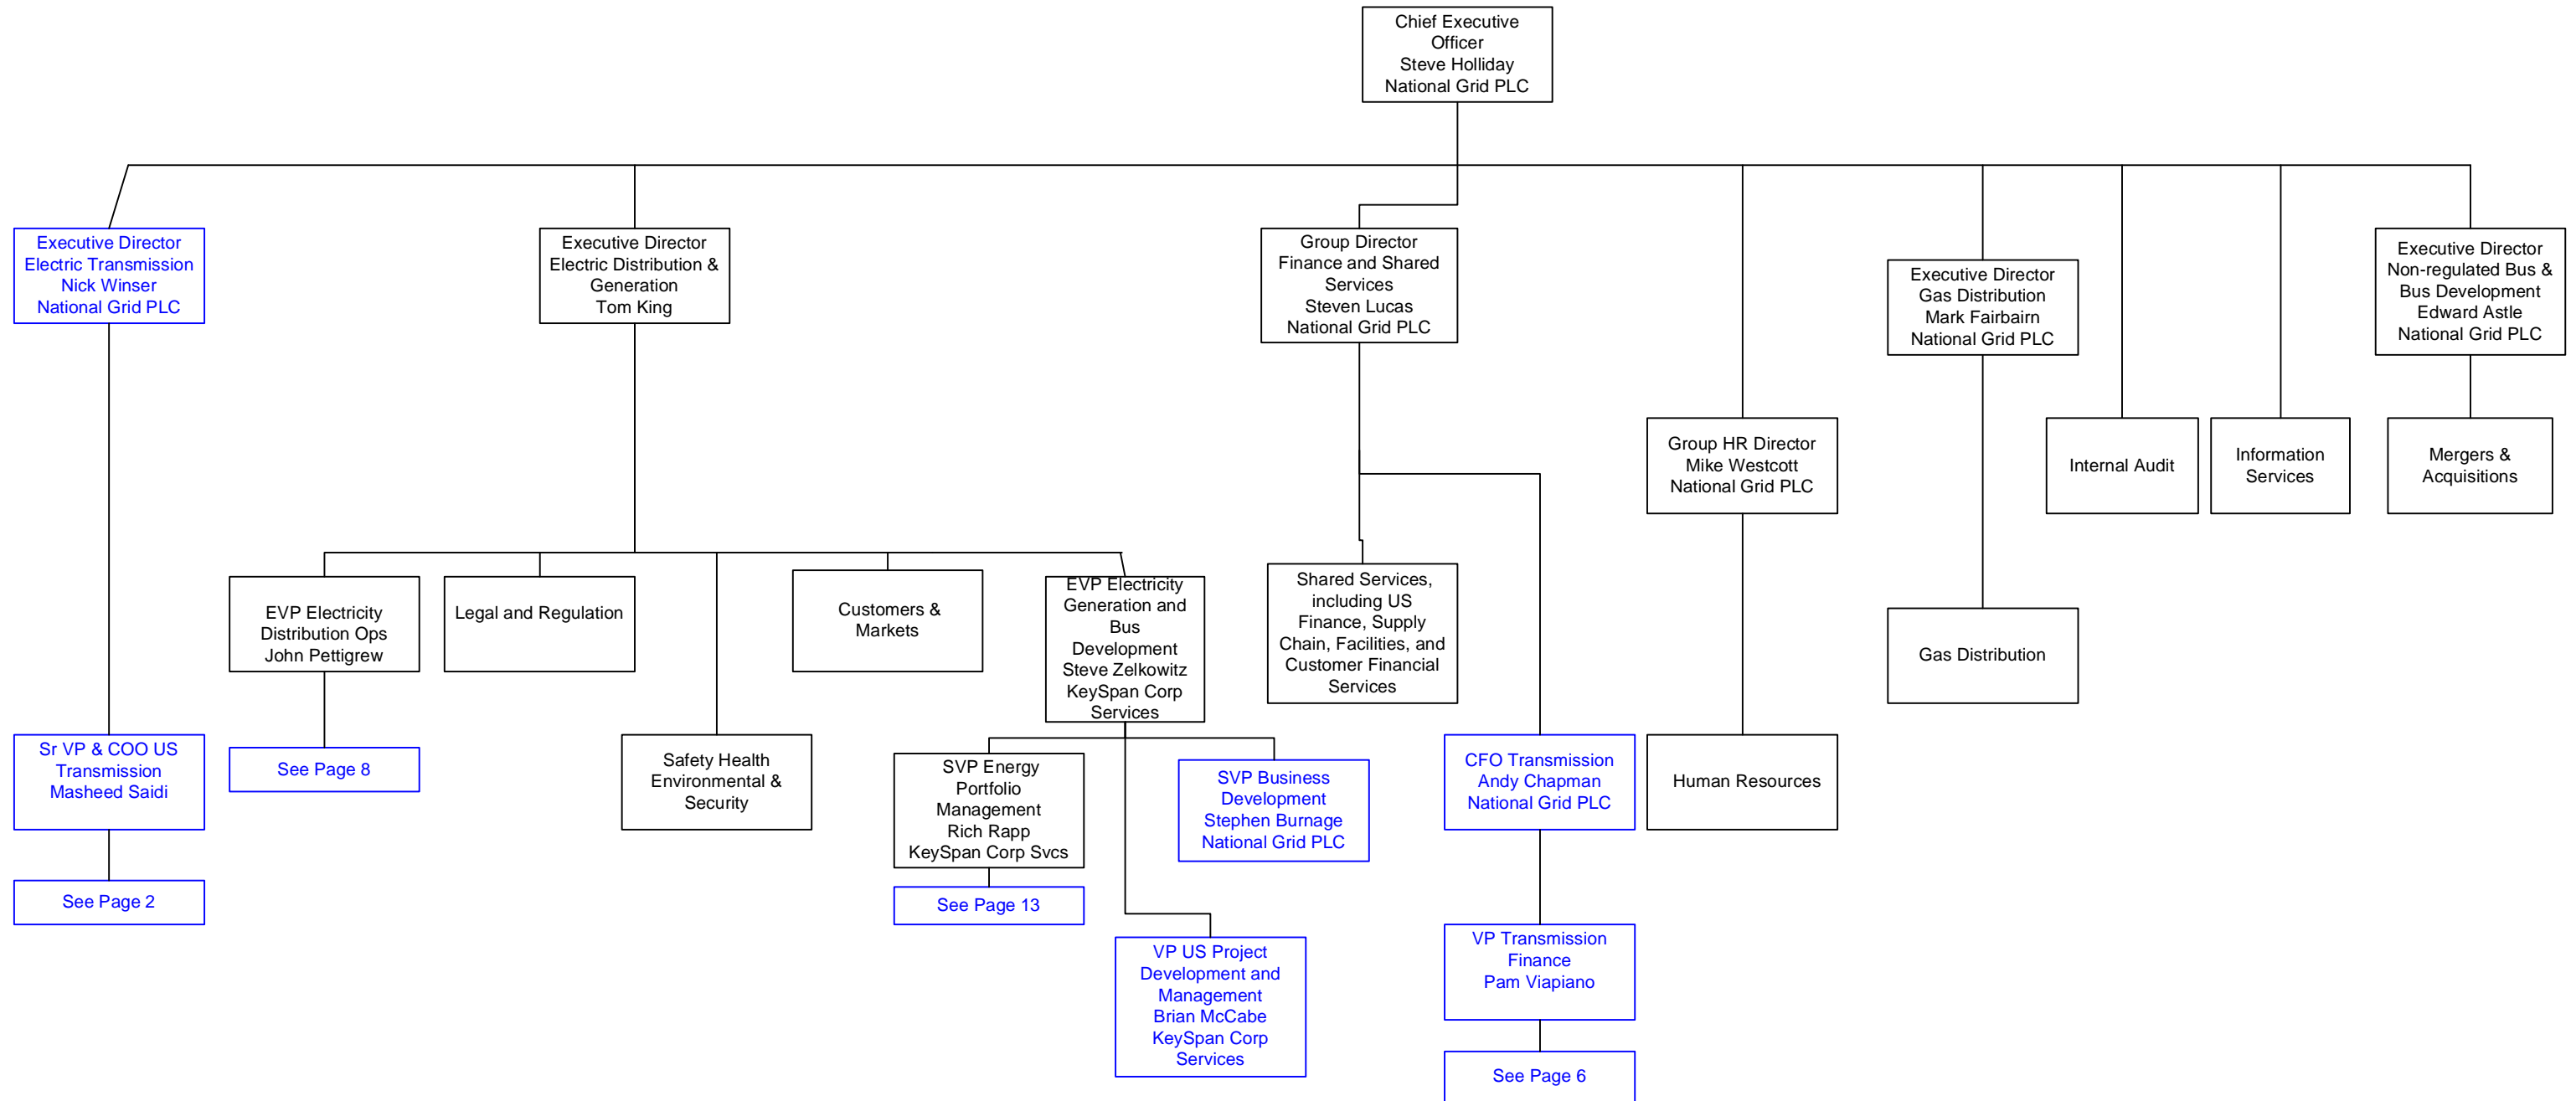 Chief Executive
Officer
Steve Holliday
National Grid PLC
Executive Director
Electric Transmission
Nick Winser
National Grid PLC
Executive Director
Electric Distribution &
Generation
Tom King
Group Director
Finance and Shared
Services
Steven Lucas
National Grid PLC
Executive Director
Gas Distribution
Mark Fairbairn
National Grid PLC
Executive Director
Non-regulated Bus &
Bus Development
Edward Astle
National Grid PLC
Group HR Director
Mike Westcott
National Grid PLC
Internal Audit
Information
Services
Mergers &
Acquisitions
EVP Electricity
Distribution Ops
John Pettigrew
Legal and Regulation
Customers &
Markets
EVP Electricity
Generation and
Bus
Development
Steve Zelkowitz
KeySpan Corp
Services
Shared Services,
including US
Finance, Supply
Chain, Facilities, and
Customer Financial
Services
Gas Distribution
Sr VP & COO US
Transmission
Masheed Saidi
See Page 8
Safety Health
Environmental &
Security
SVP Energy
Portfolio
Management
Rich Rapp
KeySpan Corp Svcs
SVP Business
Development
Stephen Burnage
National Grid PLC
CFO Transmission
Andy Chapman
National Grid PLC
Human Resources
See Page 2
See Page 13
VP US Project
Development and
Management
Brian McCabe
KeySpan Corp
Services
VP Transmission
Finance
Pam Viapiano
See Page 6